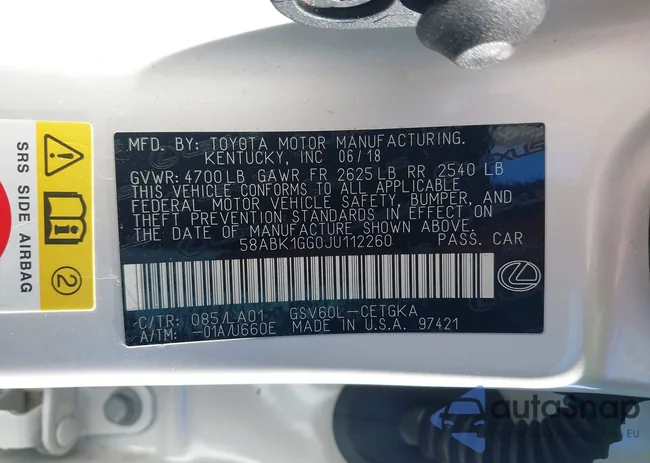 MFD. BY: TOYOTA MOTOR MANUFACTURING.
KENTUCKY, INC 06/18
GVWR: 4700LB GAWR FR 2625LB RR 2540 LB
THIS VEHICLE CONFORMS TO ALL APPLICABLE
FEDERAL MOTOR VEHICLE SAFETY, BUMPER, AND
THEFT PREVENTION STANDARDS IN EFFECT ON
THE DATE OF MANUFACTURE SHOWN ABOVE.
58ABK1GG0JU112260 PASS. CAR
C/TR: 085/LA01 GSV60L-CETGKA
A/TM: -01A/U660E MADE IN U.S.A. 97421
SRS SIDE AIRBAG
2
autoSnap
EU